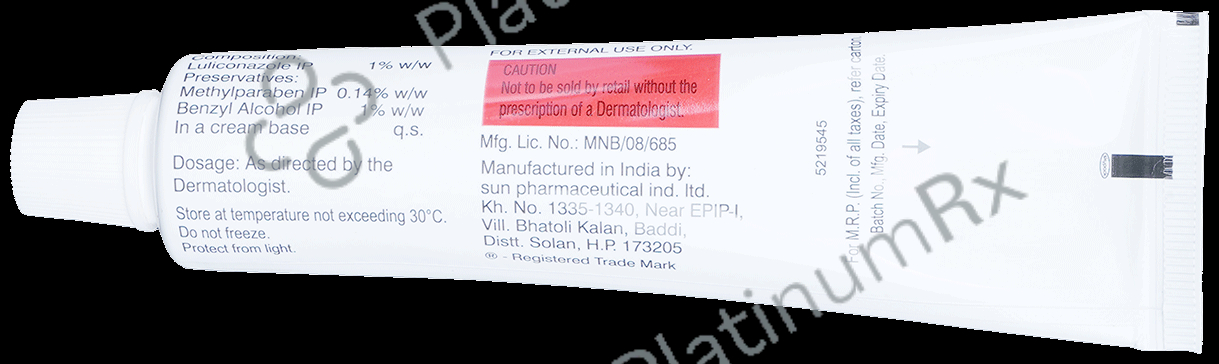 Composition:
Luliconazole IP 1% w/w
Preservatives:
Methylparaben IP 0.14% w/w
Benzyl Alcohol IP 1% w/w
In a cream base q.s.
Dosage: As directed by the
Dermatologist.
Store at temperature not exceeding 30°C.
Do not freeze.
Protect from light.
FOR EXTERNAL USE ONLY.
CAUTION
Not to be sold by retail without the
prescription of a Dermatologist.
Mfg. Lic. No.: MNB/08/685
Manufactured in India by:
sun pharmaceutical ind. ltd.
Kh. No. 1335-1340, Near EPIP-I,
Vill. Bhatoli Kalan, Baddi,
Distt. Solan, H.P. 173205
® - Registered Trade Mark
5219545
For M.R.P. (Incl. of all taxes), refer carton
Batch No., Mfg. Date, Expiry Date.
PlatinumRx